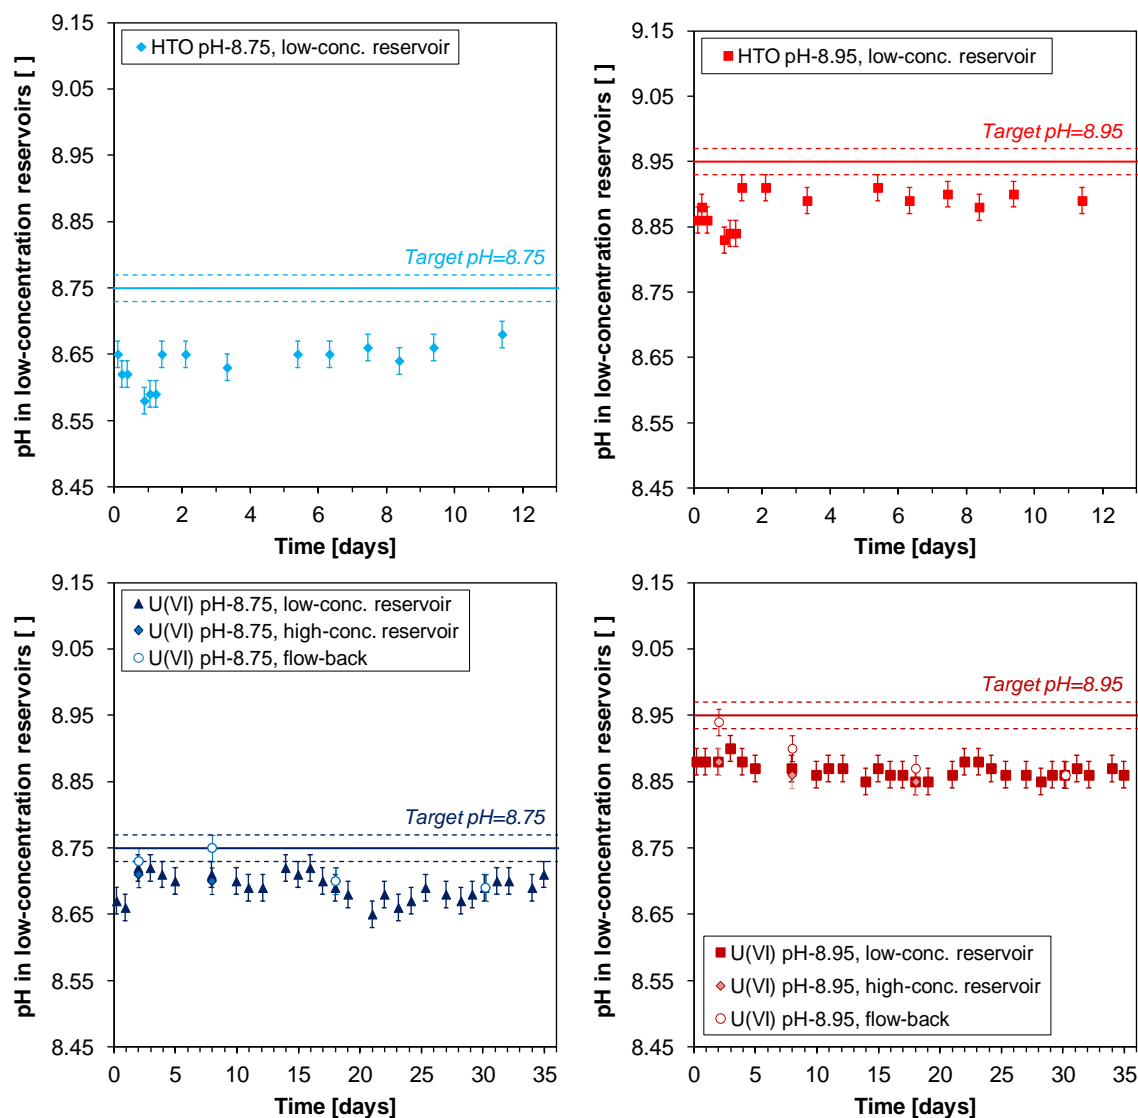 pH in low-concentration reservoirs [ ]
9.15
9.05
8.95
8.85
8.75
8.65
8.55
8.45
HTO pH-8.75, low-conc. reservoir
Target pH=8.75
0 2 4 6 8 10 12
Time [days]
pH in low-concentration reservoirs [ ]
9.15
9.05
8.95
8.85
8.75
8.65
8.55
8.45
HTO pH-8.95, low-conc. reservoir
Target pH=8.95
0 2 4 6 8 10 12
Time [days]
pH in low-concentration reservoirs [ ]
9.15
9.05
8.95
8.85
8.75
8.65
8.55
8.45
U(VI) pH-8.75, low-conc. reservoir
U(VI) pH-8.75, high-conc. reservoir
U(VI) pH-8.75, flow-back
Target pH=8.75
0 5 10 15 20 25 30 35
Time [days]
pH in low-concentration reservoirs [ ]
9.15
9.05
8.95
8.85
8.75
8.65
8.55
8.45
Target pH=8.95
U(VI) pH-8.95, low-conc. reservoir
U(VI) pH-8.95, high-conc. reservoir
U(VI) pH-8.95, flow-back
0 5 10 15 20 25 30 35
Time [days]